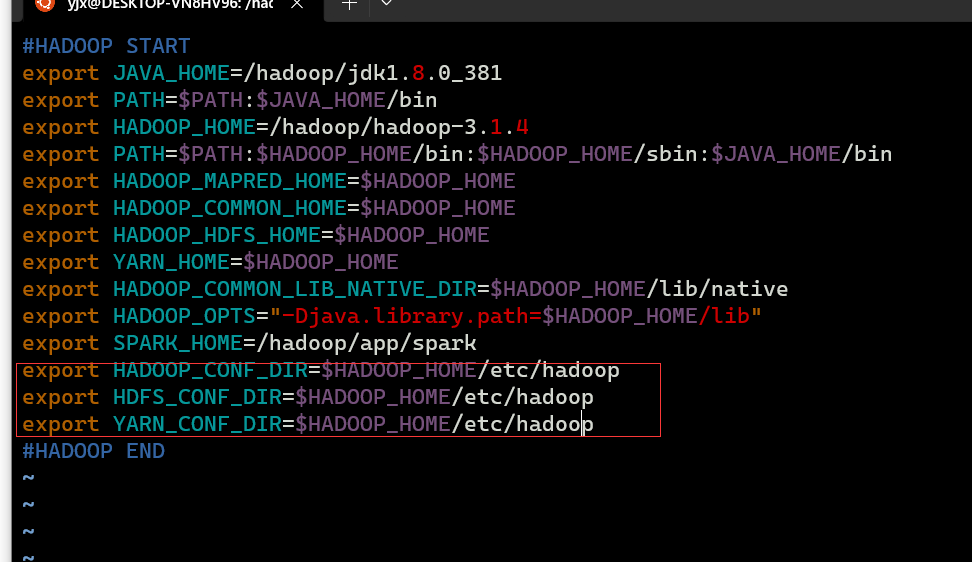 yjx@DESKTOP-VN8HV96: /had
#HADOOP START
export JAVA_HOME=/hadoop/jdk1.8.0_381
export PATH=$PATH:$JAVA_HOME/bin
export HADOOP_HOME=/hadoop/hadoop-3.1.4
export PATH=$PATH:$HADOOP_HOME/bin:$HADOOP_HOME/sbin:$JAVA_HOME/bin
export HADOOP_MAPRED_HOME=$HADOOP_HOME
export HADOOP_COMMON_HOME=$HADOOP_HOME
export HADOOP_HDFS_HOME=$HADOOP_HOME
export YARN_HOME=$HADOOP_HOME
export HADOOP_COMMON_LIB_NATIVE_DIR=$HADOOP_HOME/lib/native
export HADOOP_OPTS="-Djava.library.path=$HADOOP_HOME/lib"
export SPARK_HOME=/hadoop/app/spark
export HADOOP_CONF_DIR=$HADOOP_HOME/etc/hadoop
export HDFS_CONF_DIR=$HADOOP_HOME/etc/hadoop
export YARN_CONF_DIR=$HADOOP_HOME/etc/hadoop
#HADOOP END
~
~
~
~